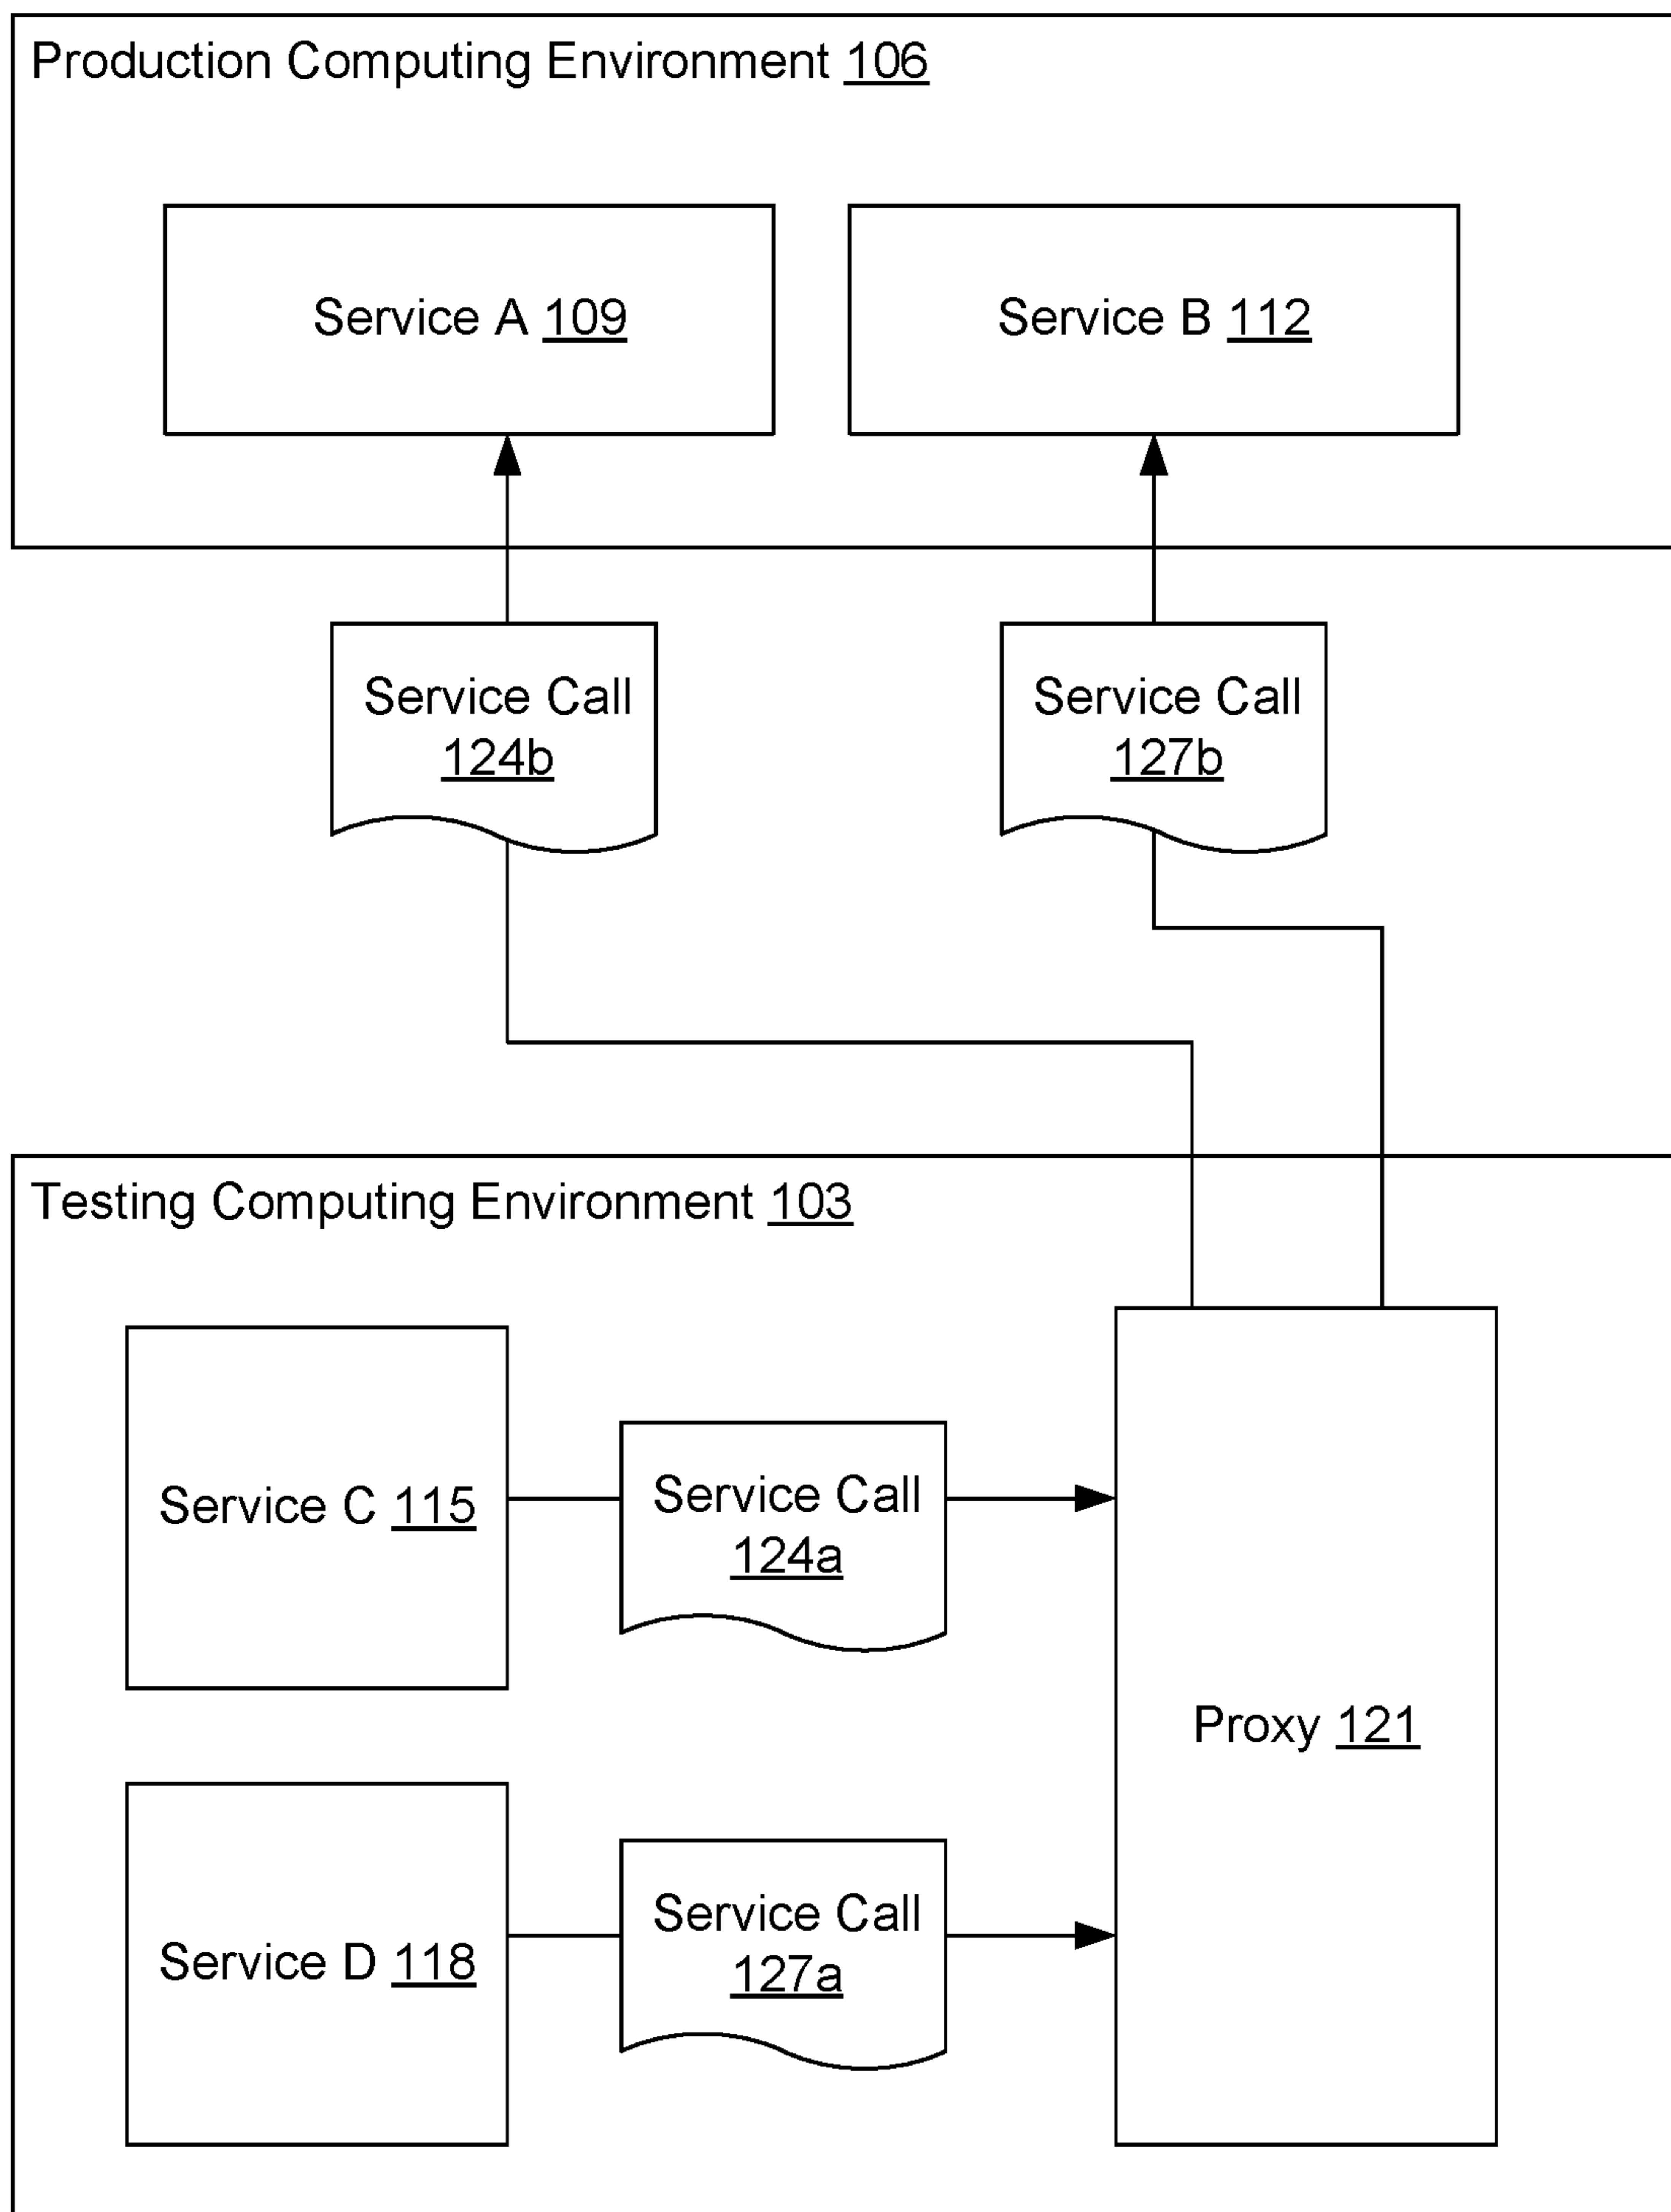 Production Computing Environment 106
Service A 109
Service B 112
Service Call
124b
Service Call
127b
Testing Computing Environment 103
Service C 115
Service Call
124a
Proxy 121
Service D 118
Service Call
127a